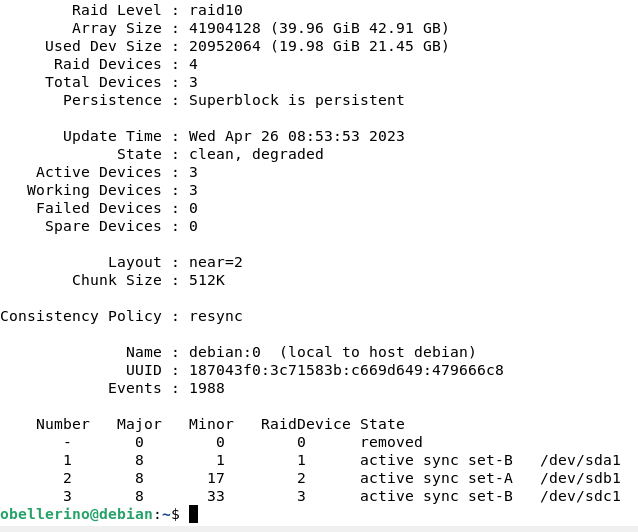 Raid Level : raid10
Array Size : 41904128 (39.96 GiB 42.91 GB)
Used Dev Size : 20952064 (19.98 GiB 21.45 GB)
Raid Devices : 4
Total Devices : 3
Persistence : Superblock is persistent
Update Time : Wed Apr 26 08:53:53 2023
State : clean, degraded
Active Devices : 3
Working Devices : 3
Failed Devices : 0
Spare Devices : 0
Layout : near=2
Chunk Size : 512K
Consistency Policy : resync
Name : debian:0  (local to host debian)
UUID : 187043f0:3c71583b:c669d649:479666c8
Events : 1988
Number   Major   Minor   RaidDevice State
-       0        0        0      removed
1       8        1        1      active sync set-B   /dev/sda1
2       8       17        2      active sync set-A   /dev/sdb1
3       8       33        3      active sync set-B   /dev/sdc1
obellerino@debian:~$